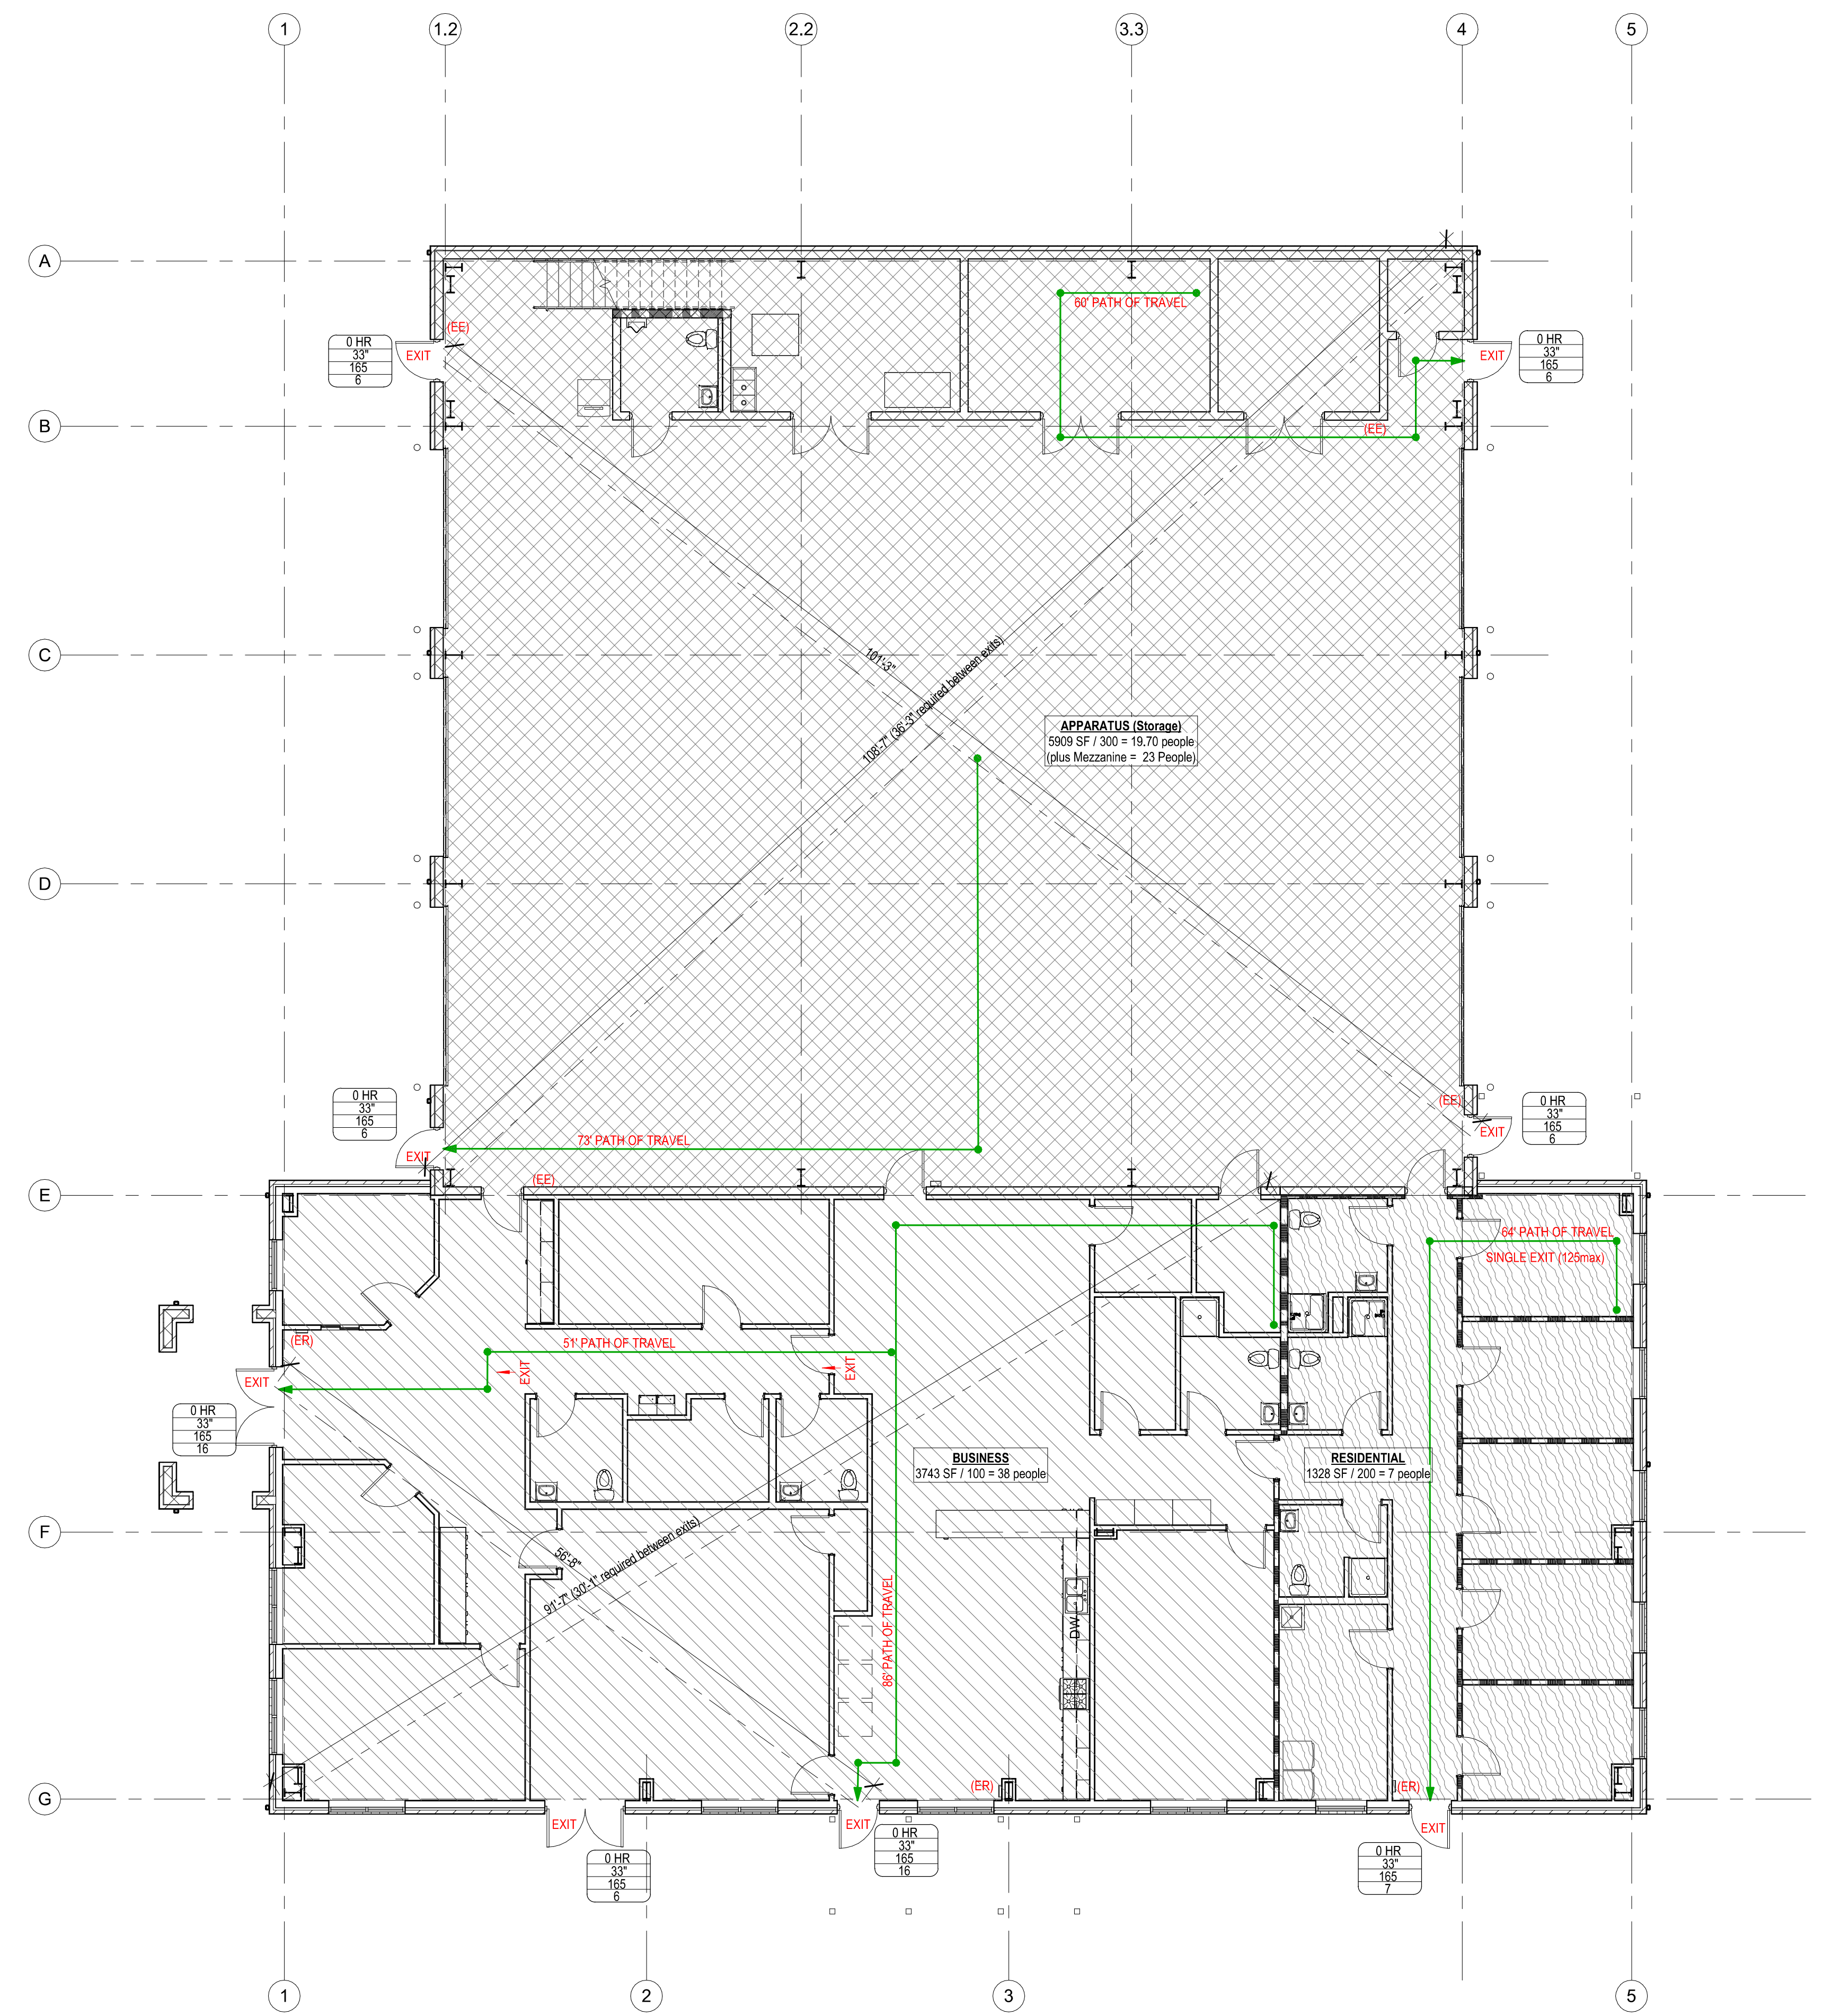 1
1.2
2.2
3.3
4
5
A
(EE)
60' PATH OF TRAVEL
0 HR
33"
165
6
EXIT
EXIT
0 HR
33"
165
6
B
(EE)
C
101'-3"
108'-7" (36'-3" required between exits)
APPARATUS (Storage)
5909 SF / 300 = 19.70 people
(plus Mezzanine = 23 People)
D
0 HR
33"
165
6
(EE)
0 HR
33"
165
6
73' PATH OF TRAVEL
EXIT
EXIT
(EE)
E
64' PATH OF TRAVEL
SINGLE EXIT (125max)
(ER)
51' PATH OF TRAVEL
EXIT
EXIT
EXIT
0 HR
33"
165
16
BUSINESS
3743 SF / 100 = 38 people
RESIDENTIAL
1328 SF / 200 = 7 people
F
56'-8"
91'-7" (30'-1" required between exits)
86' PATH OF TRAVEL
DW
(ER)
(ER)
G
EXIT
EXIT
EXIT
0 HR
33"
165
6
0 HR
33"
165
16
0 HR
33"
165
7
1
2
3
5